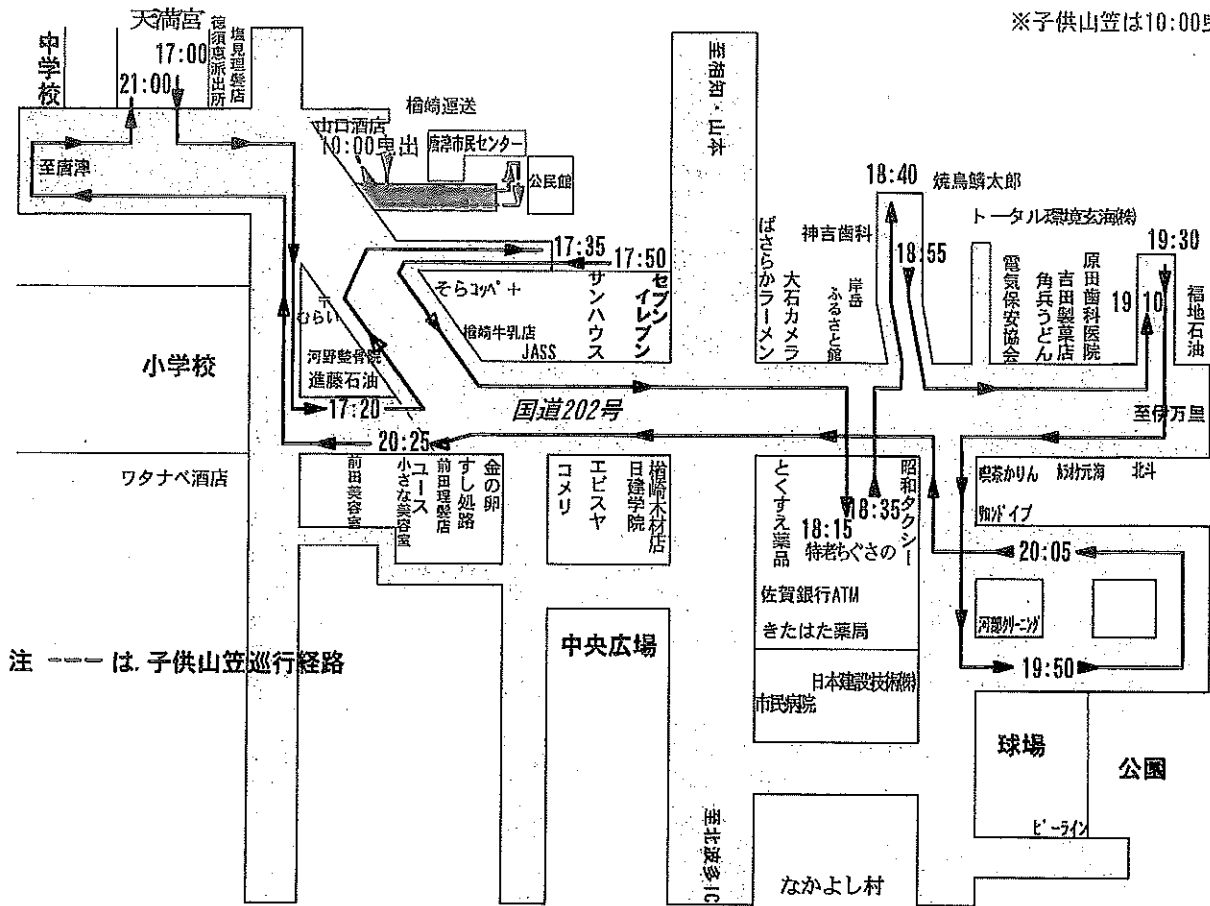 ※子供山笠は10:00曳
天満宮
中学校
徳須恵派出所
塩見理髪店
17:00
21:00
楢崎運送
山口酒店
10:00曳出
唐津市民センター
公民館
至唐津
至相知・山本
18:40
焼鳥鱗太郎
トータル環境玄海㈱
神吉歯科
18:55
19:30
17:35
17:50
ばさらかラーメン
大石カメラ
岸岳
ふるさと館
電気保安協会
角兵うどん
吉田製菓店
原田歯科医院
19
10
福地石油
そらコッペ+
サンハウス
セブン
イレブン
〒
むらい
楢崎牛乳店
JASS
河野整骨院
進藤石油
小学校
17:20
国道202号
至伊万里
20:25
ワタナベ酒店
前田美容室
小さな美容室
ユース
前田理髪店
すし処路
金の卵
コメリ
エビスヤ
日建学院
楢崎木材店
とくすえ薬品
昭和タクシー
18:15
18:35
特老ちぐさの
喫茶かりん
北斗
20:05
佐賀銀行ATM
きたはた薬局
河部クリーニング
中央広場
注 ---- は、子供山笠巡行経路
19:50
日本建設技術㈱
市民病院
球場
公園
至北波多IC
ビーライン
なかよし村